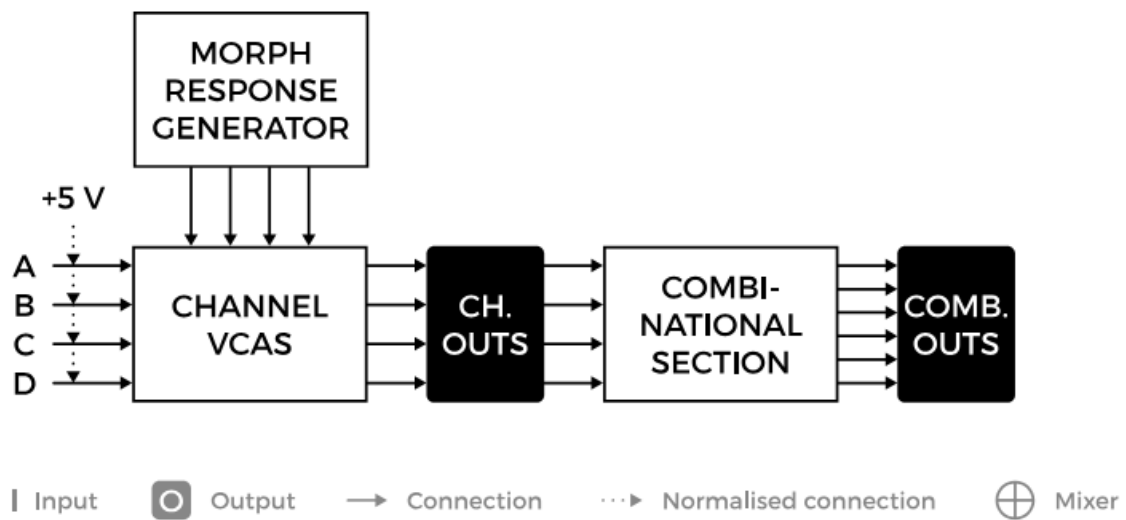 MORPH
RESPONSE
GENERATOR
+5 V
A
B
C
D
CHANNEL
VCAS
CH.
OUTS
COMBI-
NATIONAL
SECTION
COMB.
OUTS
Input
Output
Connection
Normalised connection
Mixer